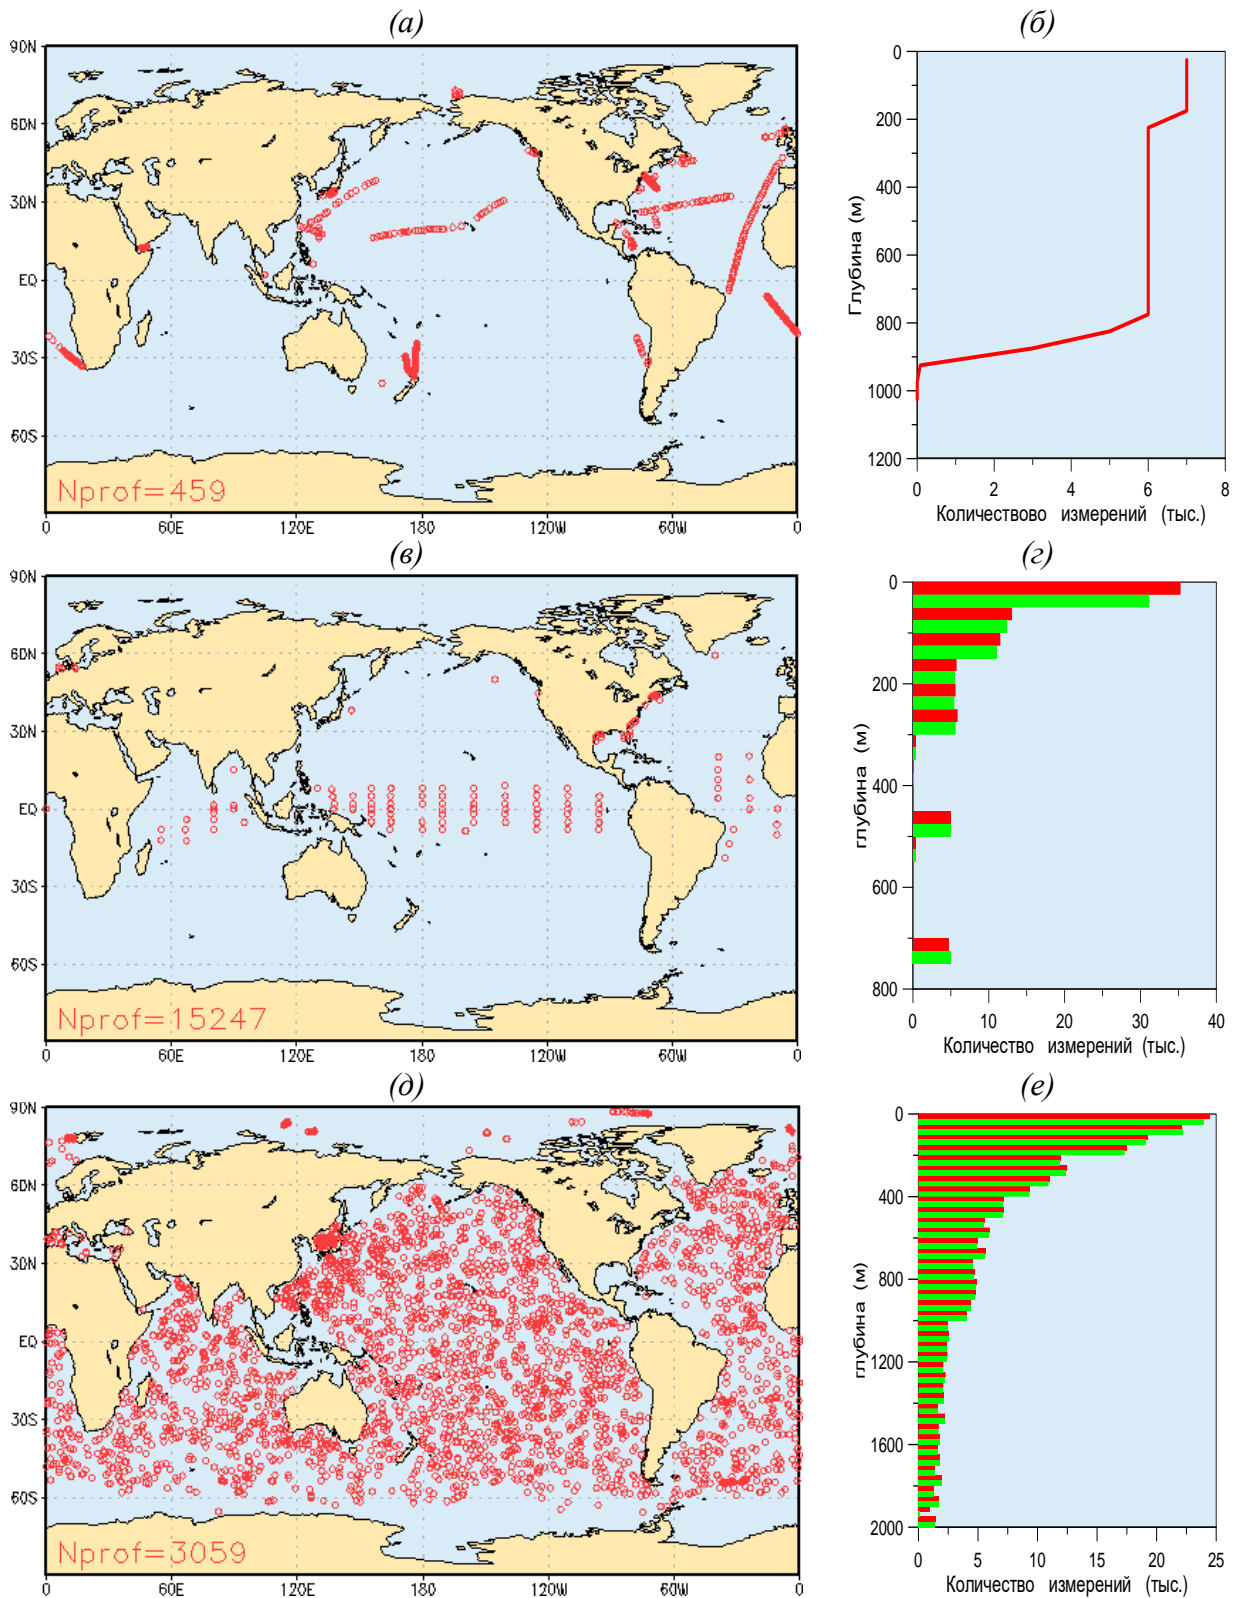 (а)
90N
60N
30N
EQ
30S
60S
Nprof=459
0 60E 120E 180 120W 60W 0
(б)
0
200
400
600
800
1000
1200
Глубина (м)
0 2 4 6 8
Количествово измерений (тыс.)
(в)
90N
60N
30N
EQ
30S
60S
Nprof=15247
0 60E 120E 180 120W 60W 0
(г)
0
200
400
600
800
глубина (м)
0 10 20 30 40
Количество измерений (тыс.)
(д)
90N
60N
30N
EQ
30S
60S
Nprof=3059
0 60E 120E 180 120W 60W 0
(е)
0
400
800
1200
1600
2000
глубина (м)
0 5 10 15 20 25
Количество измерений (тыс.)